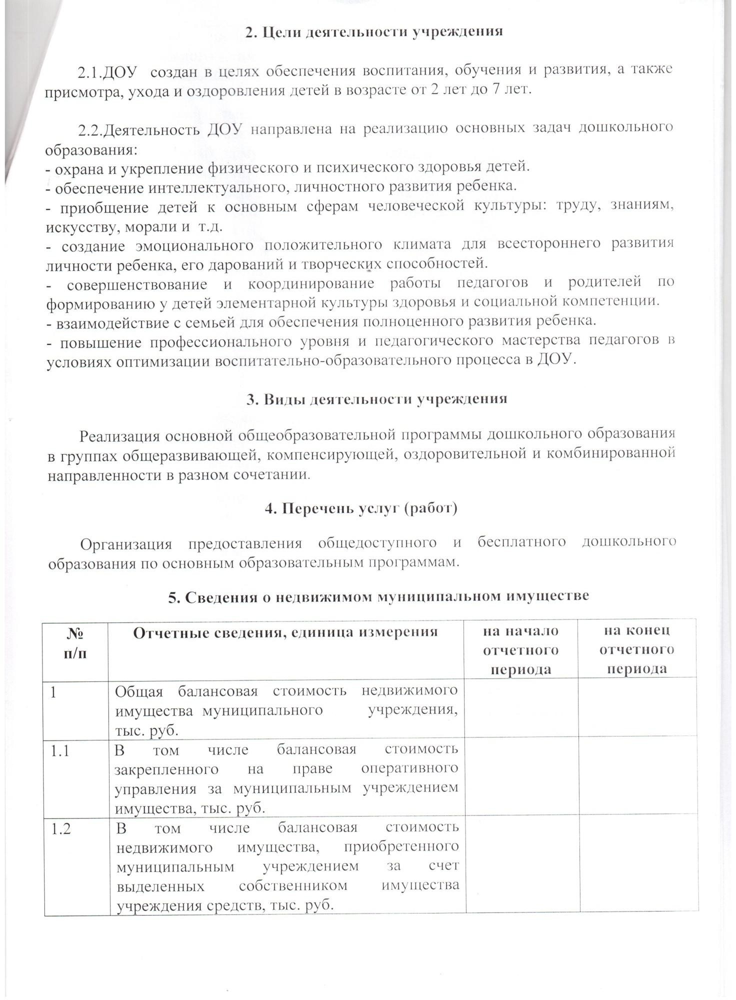 2. Цели деятельности учреждения
2.1.ДОУ создан в целях обеспечения воспитания, обучения и развития, а также
присмотра, ухода и оздоровления детей в возрасте от 2 лет до 7 лет.
2.2.Деятельность ДОУ направлена на реализацию основных задач дошкольного
образования:
- охрана и укрепление физического и психического здоровья детей.
- обеспечение интеллектуального, личностного развития ребенка.
- приобщение детей к основным сферам человеческой культуры: труду, знаниям,
искусству, морали и т.д.
- создание эмоционального положительного климата для всестороннего развития
личности ребенка, его дарований и творческих способностей.
- совершенствование и координирование работы педагогов и родителей по
формированию у детей элементарной культуры здоровья и социальной компетенции.
- взаимодействие с семьей для обеспечения полноценного развития ребенка.
- повышение профессионального уровня и педагогического мастерства педагогов в
условиях оптимизации воспитательно-образовательного процесса в ДОУ.
3. Виды деятельности учреждения
Реализация основной общеобразовательной программы дошкольного образования
в группах общеразвивающей, компенсирующей, оздоровительной и комбинированной
направленности в разном сочетании.
4. Перечень услуг (работ)
Организация предоставления общедоступного и бесплатного дошкольного
образования по основным образовательным программам.
5. Сведения о недвижимом муниципальном имуществе
№
п/п
Отчетные сведения, единица измерения
на начало
отчетного
периода
на конец
отчетного
периода
1
Общая балансовая стоимость недвижимого
имущества муниципального учреждения,
тыс. руб.
1.1
В том числе балансовая стоимость
закрепленного на праве оперативного
управления за муниципальным учреждением
имущества, тыс. руб.
1.2
В том числе балансовая стоимость
недвижимого имущества, приобретенного
муниципальным учреждением за счет
выделенных собственником имущества
учреждения средств, тыс. руб.